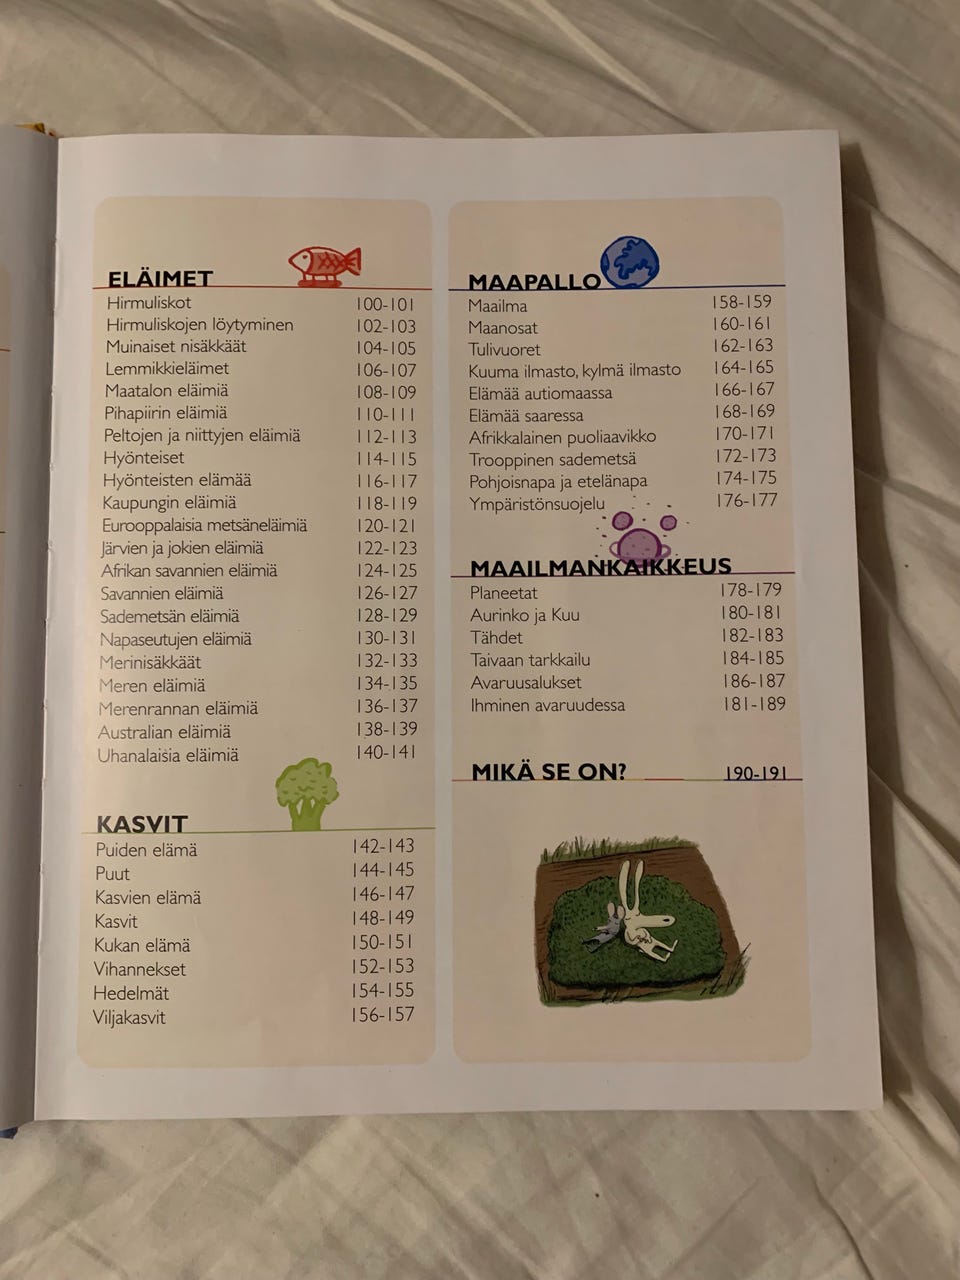 ELÄIMET
Hirmuliskot 100-101
Hirmuliskojen löytyminen 102-103
Muinaiset nisäkkäät 104-105
Lemmikkieläimet 106-107
Maatalon eläimiä 108-109
Pihapiirin eläimiä 110-111
Peltojen ja niittyjen eläimiä 112-113
Hyönteiset 114-115
Hyönteisten elämää 116-117
Kaupungin eläimiä 118-119
Eurooppalaisia metsäneläimiä 120-121
Järvien ja jokien eläimiä 122-123
Afrikan savannien eläimiä 124-125
Savannien eläimiä 126-127
Sademetsän eläimiä 128-129
Napaseutujen eläimiä 130-131
Merinisäkkäät 132-133
Meren eläimiä 134-135
Merenrannan eläimiä 136-137
Australian eläimiä 138-139
Uhanalaisia eläimiä 140-141
KASVIT
Puiden elämä 142-143
Puut 144-145
Kasvien elämä 146-147
Kasvit 148-149
Kukan elämä 150-151
Vihannekset 152-153
Hedelmät 154-155
Viljakasvit 156-157
MAAPALLO
Maailma 158-159
Maanosat 160-161
Tulivuoret 162-163
Kuuma ilmasto, kylmä ilmasto 164-165
Elämää autiomaassa 166-167
Elämää saaressa 168-169
Afrikkalainen puoliaavikko 170-171
Trooppinen sademetsä 172-173
Pohjoisnapa ja etelänapa 174-175
Ympäristönsuojelu 176-177
MAAILMANKAIKKEUS
Planeetat 178-179
Aurinko ja Kuu 180-181
Tähdet 182-183
Taivaan tarkkailu 184-185
Avaruusalukset 186-187
Ihminen avaruudessa 181-189
MIKÄ SE ON? 190-191